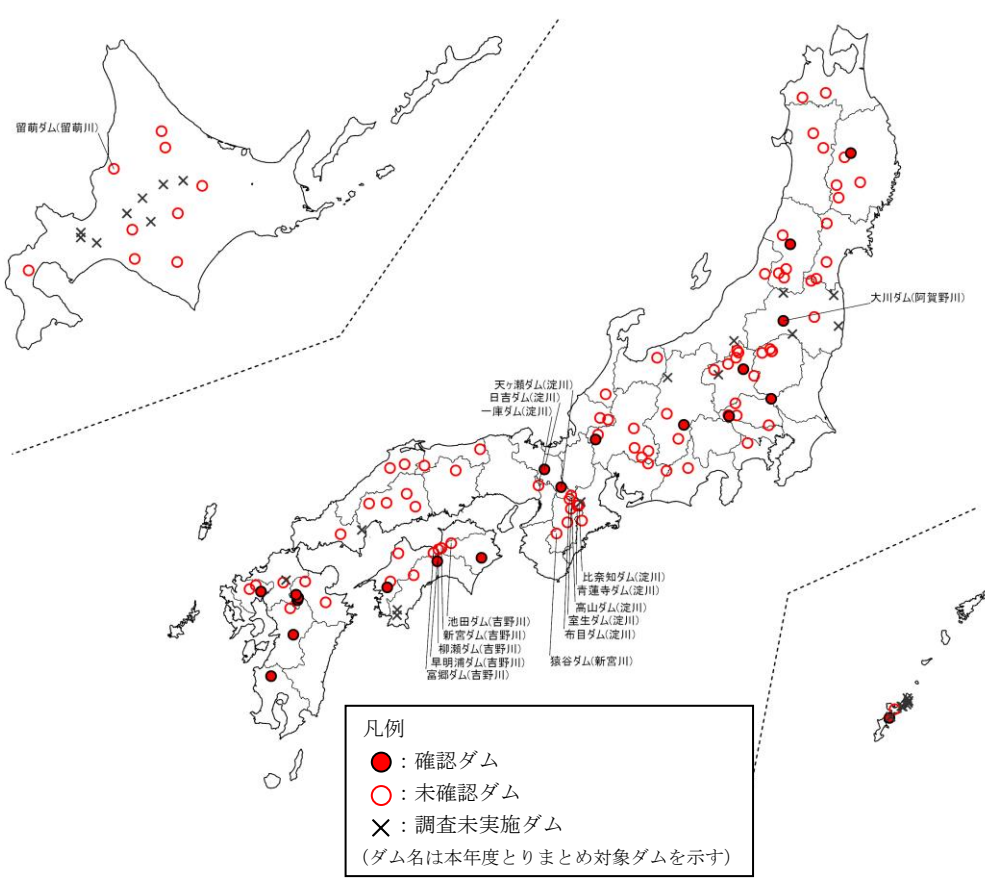 留萌ダム(留萌川)
大川ダム(阿賀野川)
天ヶ瀬ダム(淀川)
日吉ダム(淀川)
一庫ダム(淀川)
比奈知ダム(淀川)
青蓮寺ダム(淀川)
高山ダム(淀川)
室生ダム(淀川)
布目ダム(淀川)
猿谷ダム(新宮川)
池田ダム(吉野川)
新宮ダム(吉野川)
柳瀬ダム(吉野川)
早明浦ダム(吉野川)
富郷ダム(吉野川)
凡例
：確認ダム
：未確認ダム
：調査未実施ダム
(ダム名は本年度とりまとめ対象ダムを示す)